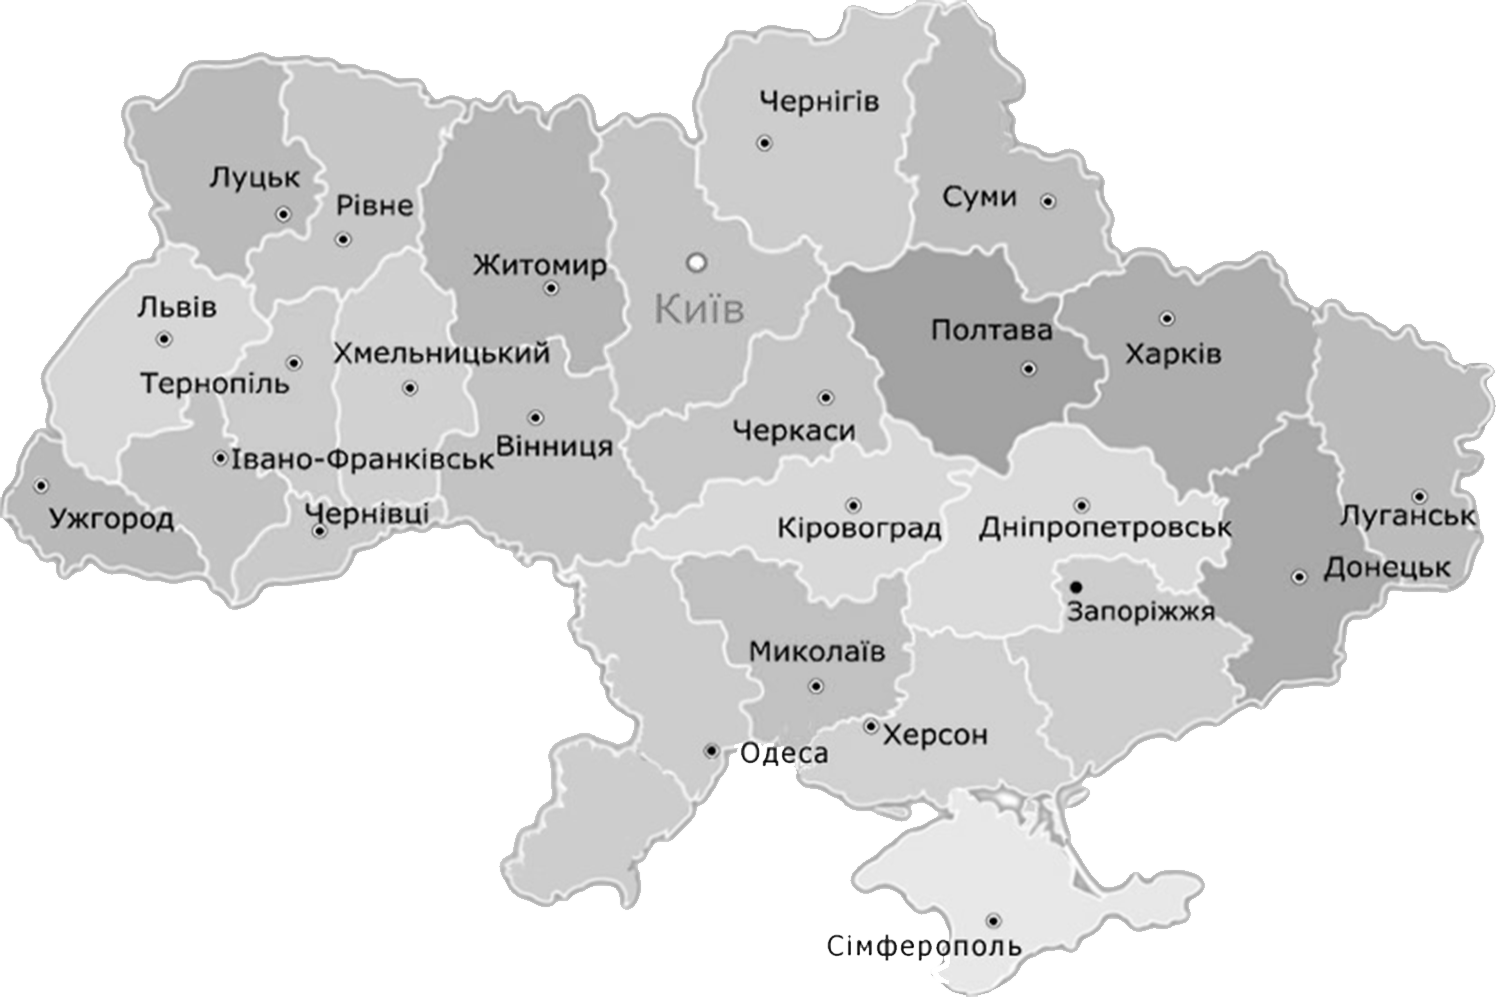 Чернігів
Луцьк
Суми
Рівне
Житомир
Київ
Львів
Полтава
Хмельницький
Харків
Тернопіль
Черкаси
Вінниця
Івано-Франківськ
Чернівці
Луганськ
Ужгород
Кіровоград
Дніпропетровськ
Донецьк
Запоріжжя
Миколаїв
Херсон
Одеса
Сімферополь